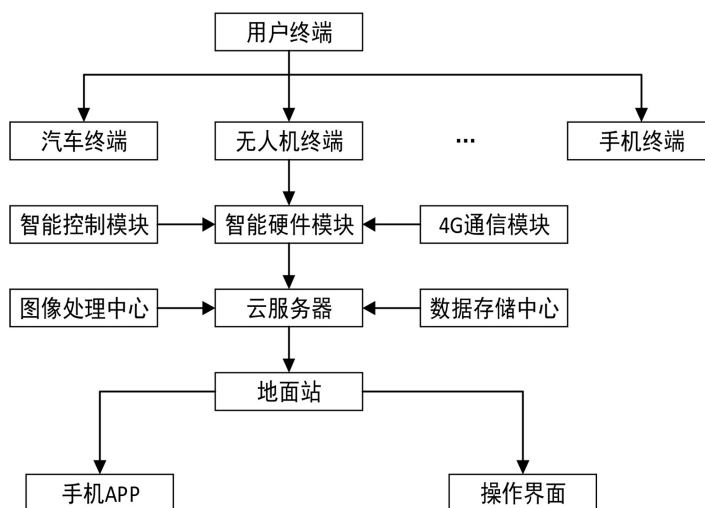 用户终端
汽车终端
无人机终端
...
手机终端
智能控制模块
智能硬件模块
4G通信模块
图像处理中心
云服务器
数据存储中心
地面站
手机APP
操作界面